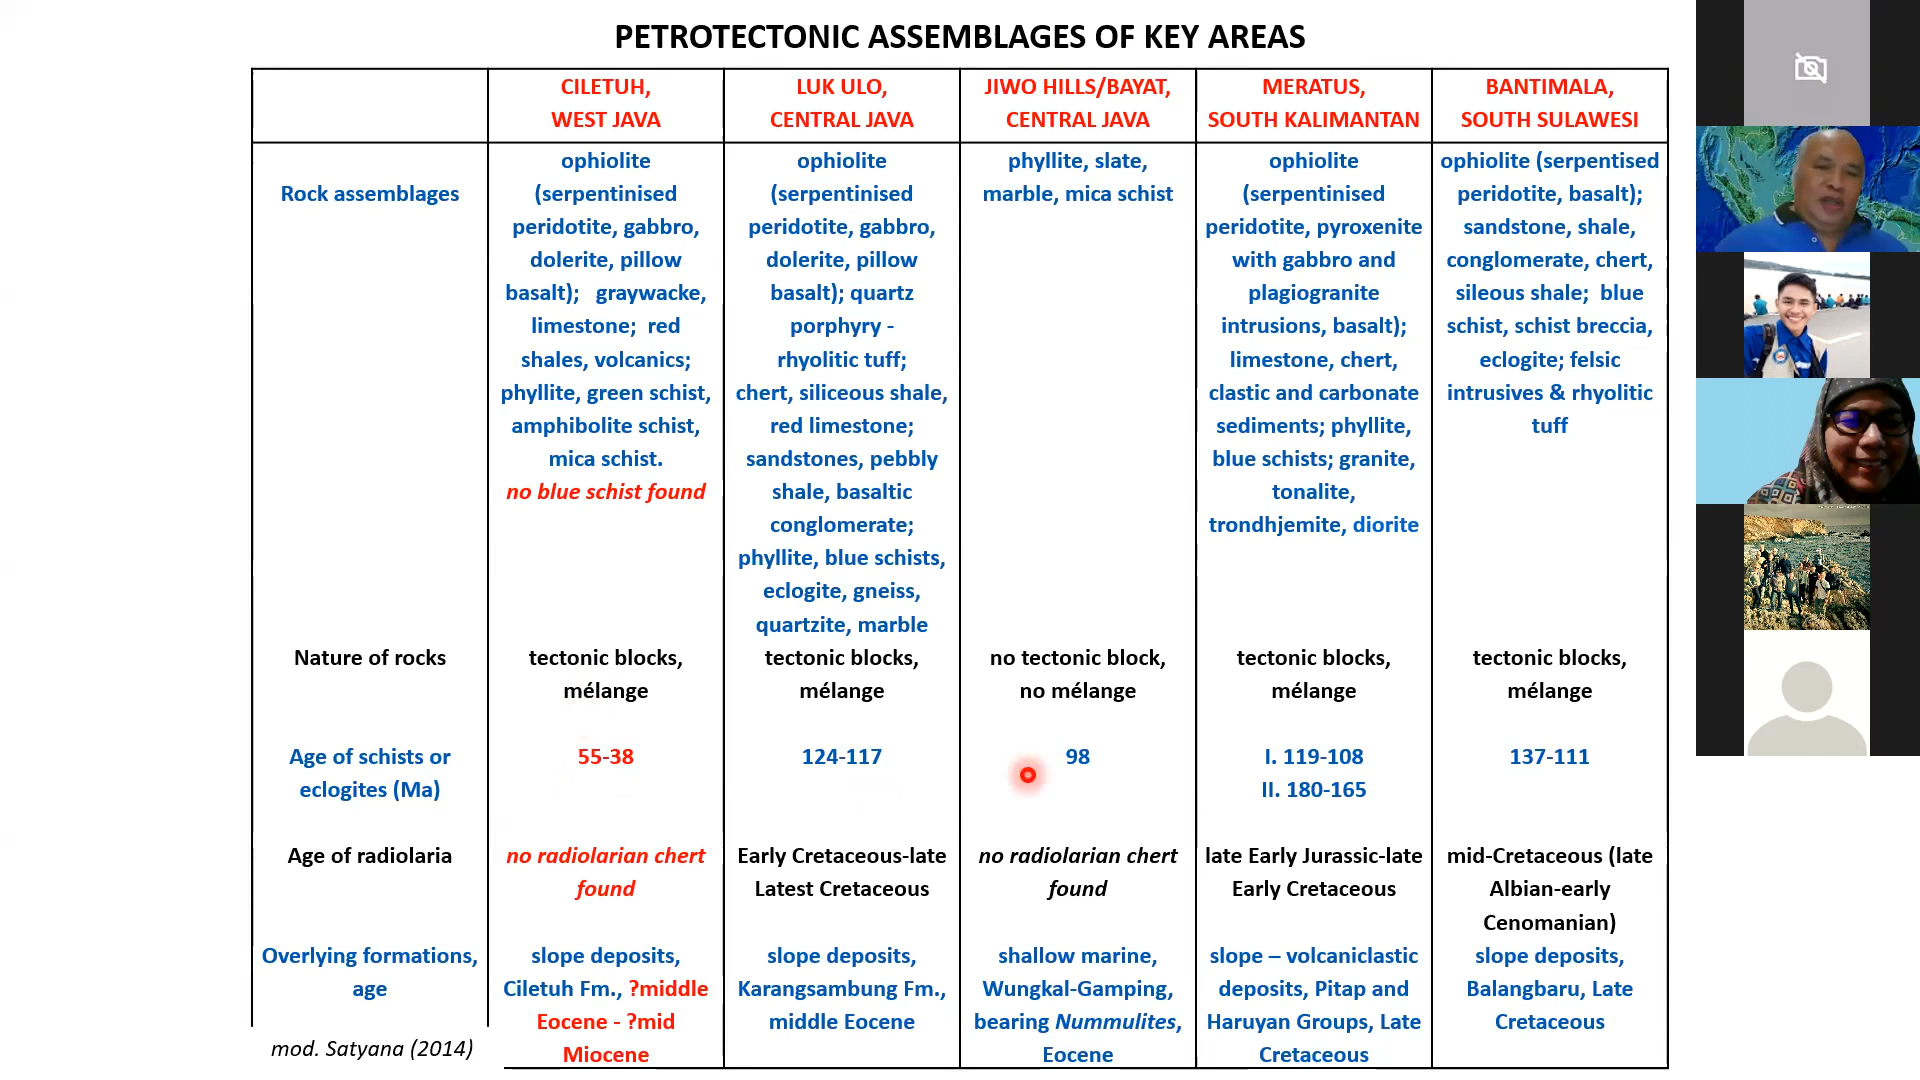 PETROTECTONIC ASSEMBLAGES OF KEY AREAS
CILETUH,
WEST JAVA
LUK ULO,
CENTRAL JAVA
JIWO HILLS/BAYAT,
CENTRAL JAVA
MERATUS,
SOUTH KALIMANTAN
BANTIMALA,
SOUTH SULAWESI
Rock assemblages
ophiolite
(serpentinised
peridotite, gabbro,
dolerite, pillow
basalt); graywacke,
limestone; red
shales, volcanics;
phyllite, green schist,
amphibolite schist,
mica schist.
no blue schist found
ophiolite
(serpentinised
peridotite, gabbro,
dolerite, pillow
basalt); quartz
porphyry -
rhyolitic tuff;
chert, siliceous shale,
red limestone;
sandstones, pebbly
shale, basaltic
conglomerate;
phyllite, blue schists,
eclogite, gneiss,
quartzite, marble
phyllite, slate,
marble, mica schist
ophiolite
(serpentinised
peridotite, pyroxenite
with gabbro and
plagiogranite
intrusions, basalt);
limestone, chert,
clastic and carbonate
sediments; phyllite,
blue schists; granite,
tonalite,
trondhjemite, diorite
ophiolite (serpentised
peridotite, basalt);
sandstone, shale,
conglomerate, chert,
sileous shale; blue
schist, schist breccia,
eclogite; felsic
intrusives & rhyolitic
tuff
Nature of rocks
tectonic blocks,
mélange
tectonic blocks,
mélange
no tectonic block,
no mélange
tectonic blocks,
mélange
tectonic blocks,
mélange
Age of schists or
eclogites (Ma)
55-38
124-117
98
I. 119-108
II. 180-165
137-111
Age of radiolaria
no radiolarian chert
found
Early Cretaceous-late
Latest Cretaceous
no radiolarian chert
found
late Early Jurassic-late
Early Cretaceous
mid-Cretaceous (late
Albian-early
Cenomanian)
Overlying formations,
age
slope deposits,
Ciletuh Fm., ?middle
Eocene - ?mid
Miocene
slope deposits,
Karangsambung Fm.,
middle Eocene
shallow marine,
Wungkal-Gamping,
bearing Nummulites,
Eocene
slope – volcaniclastic
deposits, Pitap and
Haruyan Groups, Late
Cretaceous
slope deposits,
Balangbaru, Late
Cretaceous
mod. Satyana (2014)